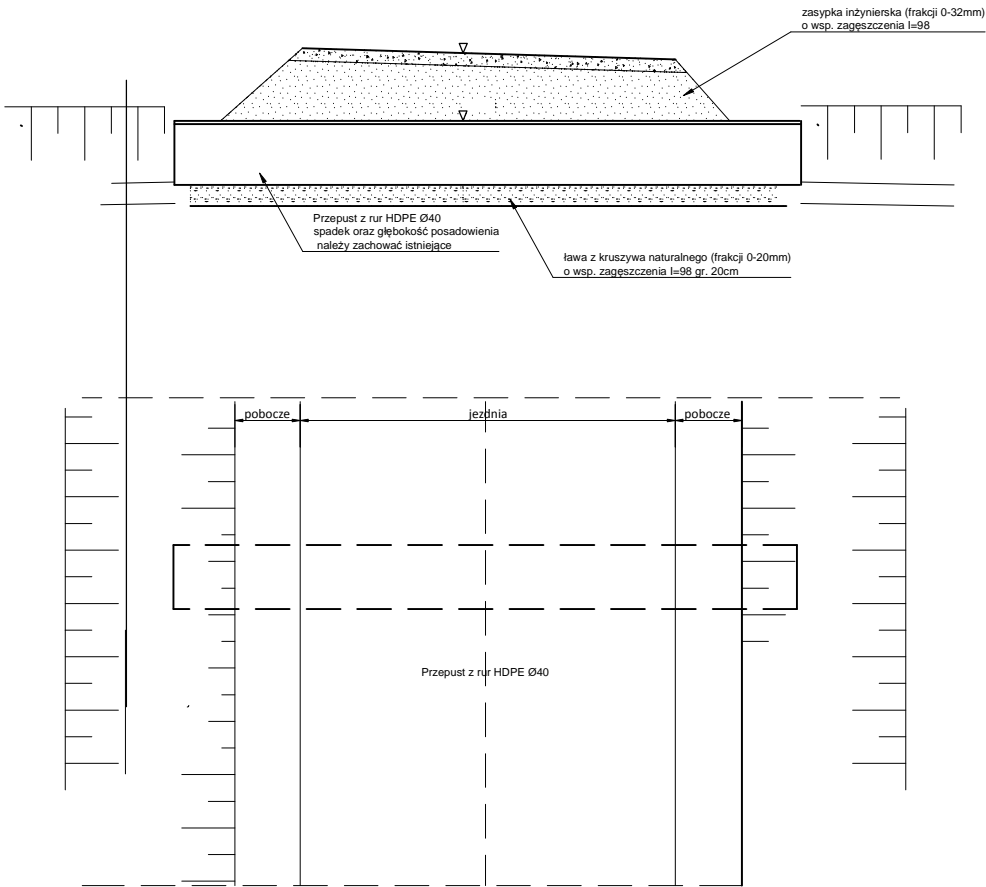 zasypka inżynierska (frakcji 0-32mm)
o wsp. zagęszczenia I=98
Przepust z rur HDPE Ø40
spadek oraz głębokość posadowienia
należy zachować istniejące
ława z kruszywa naturalnego (frakcji 0-20mm)
o wsp. zagęszczenia I=98 gr. 20cm
pobocze
jezdnia
pobocze
Przepust z rur HDPE Ø40